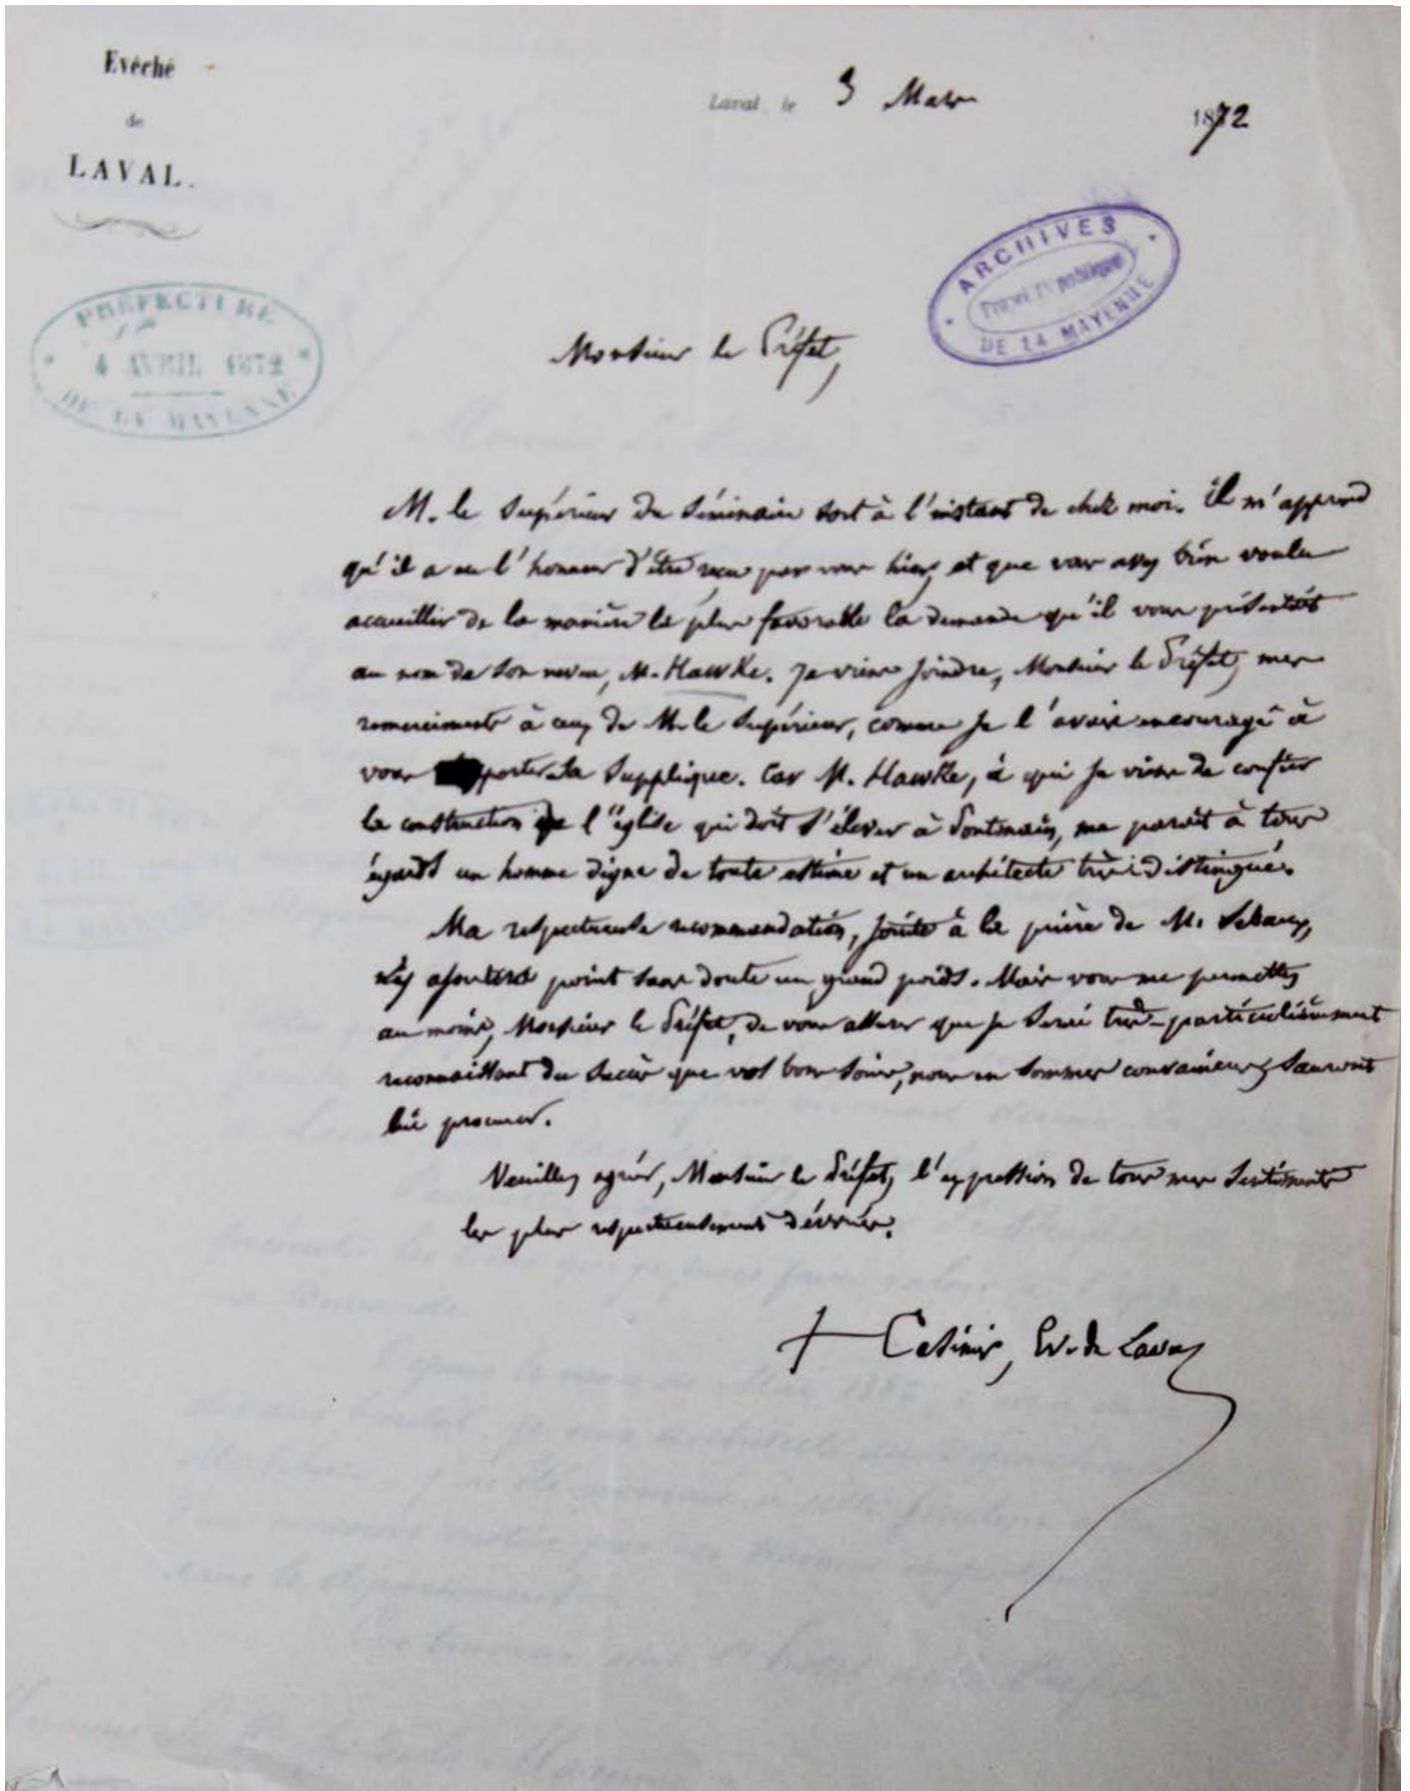 Evéché
de
LAVAL.
Laval, le 3 Mars 1872
ARCHIVES
DE LA MAYENNE
PRÉFECTURE
4 AVRIL 1872
DE LA MAYENNE
Monsieur le Préfet,
M. le Supérieur du Séminaire sort à l'instant de chez moi. Il m'apprend
qu'il a eu l'honneur d'être reçu par vous hier, et que vous avez bien voulu
accueillir de la manière la plus favorable la demande qu'il vous présentait
au nom de son neveu, M. Hawke. Je viens joindre, Monsieur le Préfet, mes
remerciments à ceux de M. le Supérieur, comme je l'avais encouragé à
vous porter sa supplique. Car M. Hawke, à qui je viens de confier
la construction de l'église qui doit s'élever à Pontmain, me paraît à tous
égards un homme digne de toute estime et un architecte très distingué.
Ma respectueuse recommandation, jointe à la prière de M. Sebaux,
n'y ajoutera point sans doute un grand poids. Mais vous me permettez
au moins, Monsieur le Préfet, de vous assurer que je serai très-particulièrement
reconnaissant du succès que vos bons soins, nous en sommes convaincus, sauront
lui procurer.
Veuillez agréer, Monsieur le Préfet, l'expression de tous mes sentiments
les plus respectueusement dévoués.
+ Casimir, Ev. de Laval